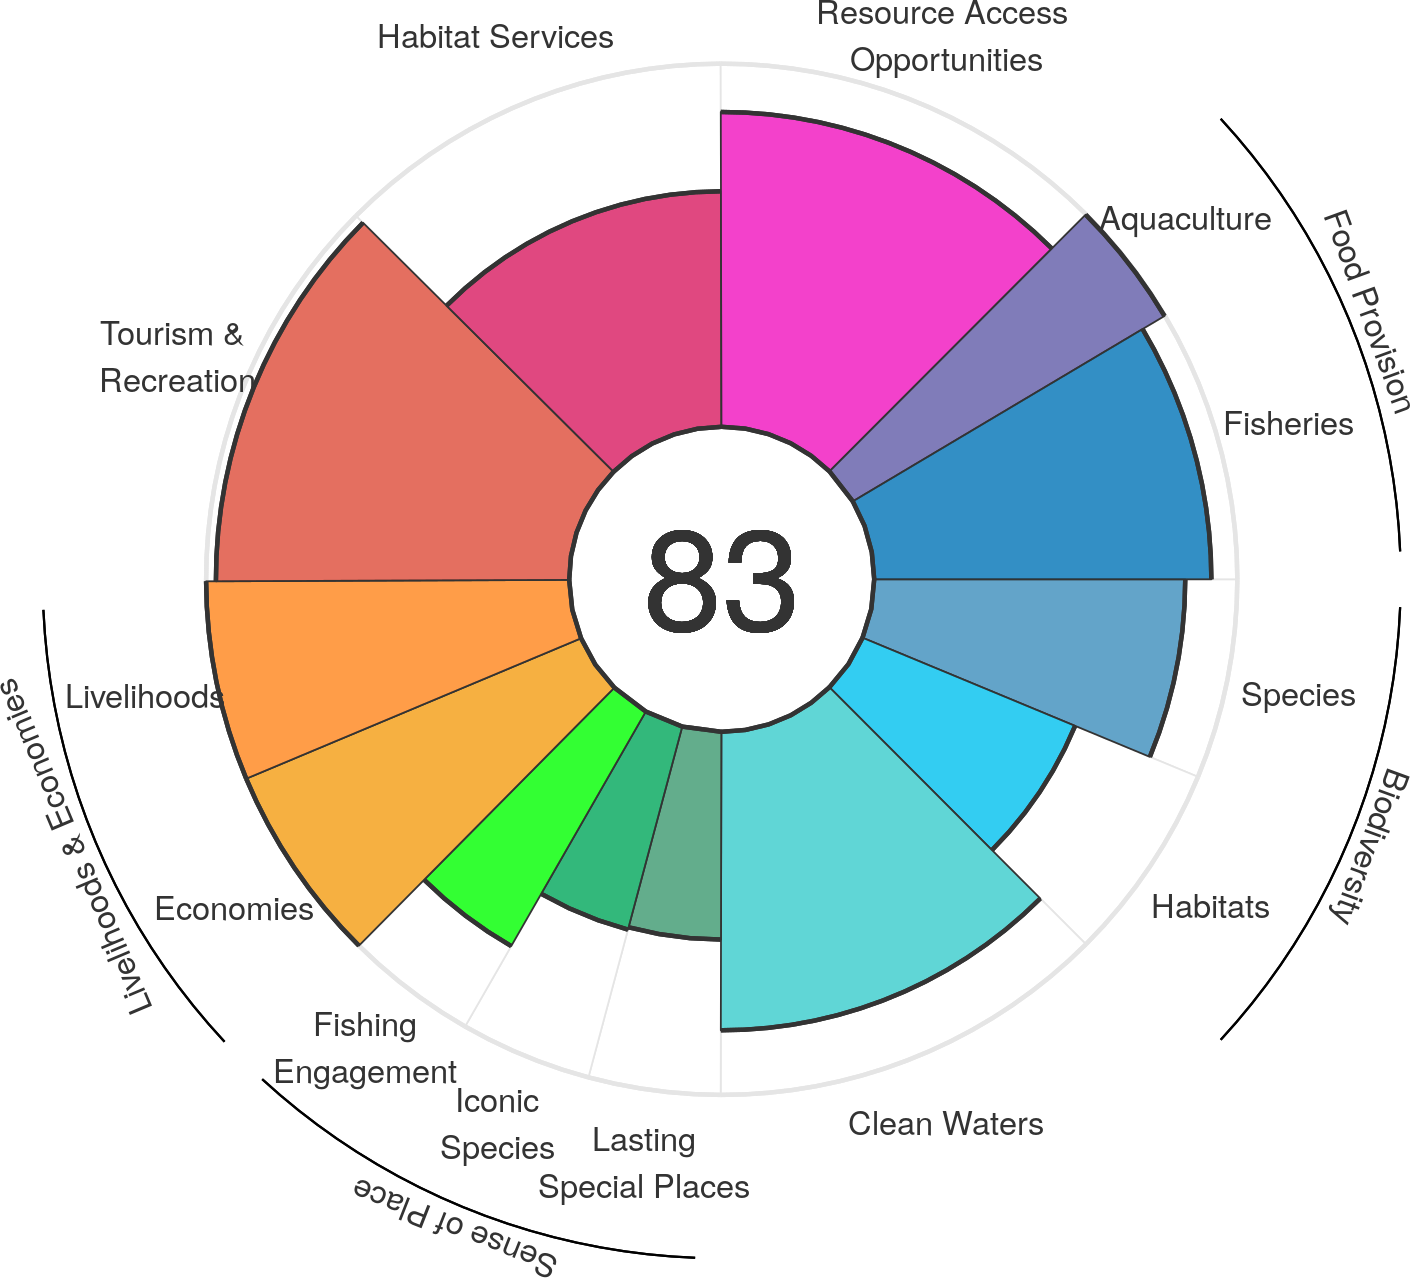 Resource Access
Opportunities
Habitat Services
Aquaculture
Food Provision
Tourism &
Recreation
Fisheries
83
Livelihoods
Species
Livelihoods & Economies
Biodiversity
Economies
Habitats
Fishing
Engagement
Iconic
Species
Lasting
Special Places
Clean Waters
Sense of Place